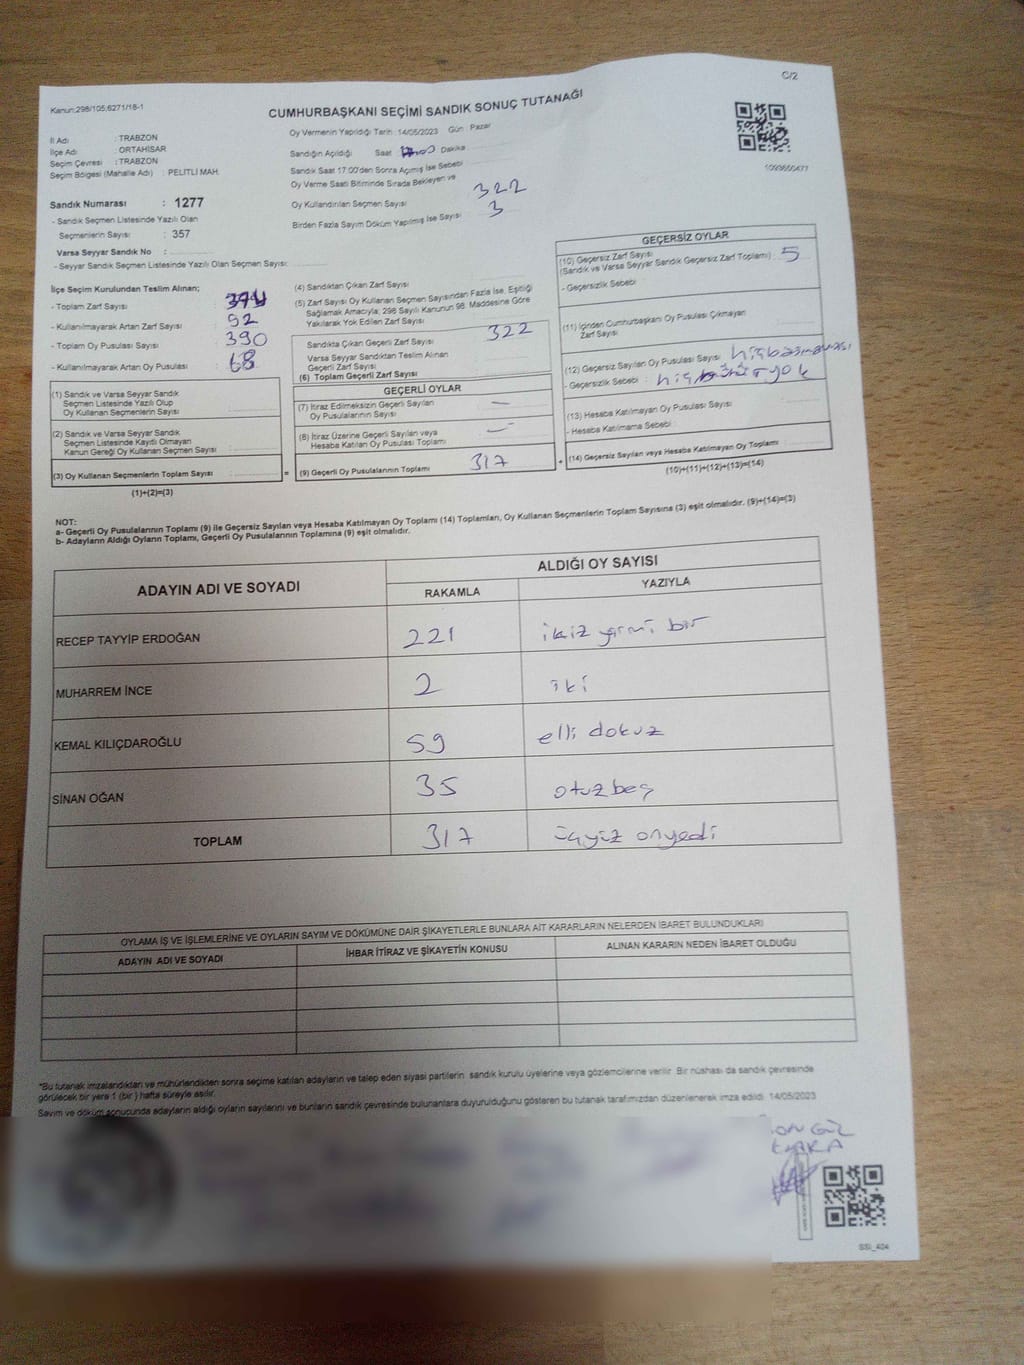 C/2
Kanun:298/105,6271/18-1
CUMHURBAŞKANI SEÇİMİ SANDIK SONUÇ TUTANAĞI
İl Adı : TRABZON
İlçe Adı : ORTAHİSAR
Seçim Çevresi : TRABZON
Seçim Bölgesi (Mahalle Adı) : PELİTLİ MAH.
Oy Vermenin Yapıldığı Tarih : 14/05/2023 Gün : Pazar
Sandığın Açıldığı Saat Dakika
Sandık Saat 17:00'den Sonra Açılmış İse Sebebi
Oy Verme Saati Bitiminde Sırada Bekleyen ve
Oy Kullandırılan Seçmen Sayısı 322
Birden Fazla Sayım Döküm Yapılmış İse Sayısı 3
1093650477
Sandık Numarası : 1277
- Sandık Seçmen Listesinde Yazılı Olan
Seçmenlerin Sayısı : 357
Varsa Seyyar Sandık No :
- Seyyar Sandık Seçmen Listesinde Yazılı Olan Seçmen Sayısı:
İlçe Seçim Kurulundan Teslim Alınan;
- Toplam Zarf Sayısı :
- Kullanılmayarak Artan Zarf Sayısı : 92
- Toplam Oy Pusulası Sayısı : 390
- Kullanılmayarak Artan Oy Pusulası : 68
(1) Sandık ve Varsa Seyyar Sandık
Seçmen Listesinde Yazılı Olup
Oy Kullanan Seçmenlerin Sayısı :
(2) Sandık ve Varsa Seyyar Sandık
Seçmen Listesinde Kayıtlı Olmayan
Kanun Gereği Oy Kullanan Seçmen Sayısı :
(3) Oy Kullanan Seçmenlerin Toplam Sayısı :
(1)+(2)=(3)
(4) Sandıktan Çıkan Zarf Sayısı
(5) Zarf Sayısı Oy Kullanan Seçmen Sayısından Fazla İse, Eşitliği
Sağlamak Amacıyla; 298 Sayılı Kanunun 98. Maddesine Göre
Yakılarak Yok Edilen Zarf Sayısı
Sandıkta Çıkan Geçerli Zarf Sayısı 322
Varsa Seyyar Sandıktan Teslim Alınan
Geçerli Zarf Sayısı
(6) Toplam Geçerli Zarf Sayısı
GEÇERLİ OYLAR
(7) İtiraz Edilmeksizin Geçerli Sayılan
Oy Pusulalarının Sayısı —
(8) İtiraz Üzerine Geçerli Sayılan veya
Hesaba Katılan Oy Pusulası Toplamı —
= (9) Geçerli Oy Pusulalarının Toplamı 317 +
GEÇERSİZ OYLAR
(10) Geçersiz Zarf Sayısı
(Sandık ve Varsa Seyyar Sandık Geçersiz Zarf Toplamı) : 5
- Geçersizlik Sebebi
(11) İçinden Cumhurbaşkanı Oy Pusulası Çıkmayan
Zarf Sayısı
(12) Geçersiz Sayılan Oy Pusulası Sayısı
- Geçersizlik Sebebi : yok
(13) Hesaba Katılmayan Oy Pusulası Sayısı
- Hesaba Katılmama Sebebi :
(14) Geçersiz Sayılan veya Hesaba Katılmayan Oy Toplamı
(10)+(11)+(12)+(13)=(14)
NOT:
a- Geçerli Oy Pusulalarının Toplamı (9) ile Geçersiz Sayılan veya Hesaba Katılmayan Oy Toplamı (14) Toplamları, Oy Kullanan Seçmenlerin Toplam Sayısına (3) eşit olmalıdır. (9)+(14)=(3)
b- Adayların Aldığı Oyların Toplamı, Geçerli Oy Pusulalarının Toplamına (9) eşit olmalıdır.
ADAYIN ADI VE SOYADI ALDIĞI OY SAYISI
RAKAMLA YAZIYLA
RECEP TAYYİP ERDOĞAN 221 ikiz yirmi bir
MUHARREM İNCE 2 iki
KEMAL KILIÇDAROĞLU 59 elli dokuz
SİNAN OĞAN 35 otuzbeş
TOPLAM 317 üçyüz onyedi
OYLAMA İŞ VE İŞLEMLERİNE VE OYLARIN SAYIM VE DÖKÜMÜNE DAİR ŞİKAYETLERLE BUNLARA AİT KARARLARIN NELERDEN İBARET BULUNDUKLARI
ADAYIN ADI VE SOYADI İHBAR İTİRAZ VE ŞİKAYETİN KONUSU ALINAN KARARIN NEDEN İBARET OLDUĞU
*Bu tutanak imzalandıktan ve mühürlendikten sonra seçime katılan adayların ve talep eden siyasi partilerin sandık kurulu üyelerine veya gözlemcilerine verilir. Bir nüshası da sandık çevresinde
görülecek bir yere 1 (bir) hafta süreyle asılır.
Sayım ve döküm sonucunda adayların aldığı oyların sayılarını ve bunların sandık çevresinde bulunanlara duyurulduğunu gösteren bu tutanak tarafımızdan düzenlenerek imza edildi. 14/05/2023
KARA
SSI_404